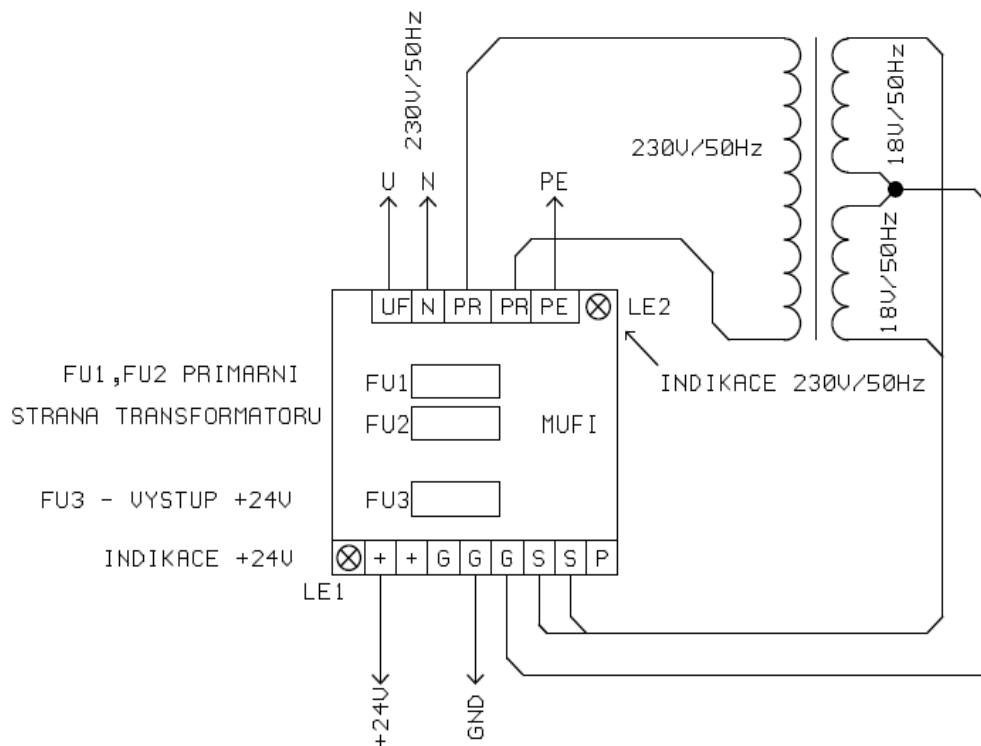 230V/50Hz
U N PE
230V/50Hz
18V/50Hz
18V/50Hz
UF N PR PR PE
LE2
INDIKACE 230V/50Hz
FU1,FU2 PRIMARNI
STRANA TRANSFORMATORU
FU1
FU2
MUFI
FU3 - VYSTUP +24V
FU3
INDIKACE +24V
+ + G G G S S P
LE1
+24V
GND